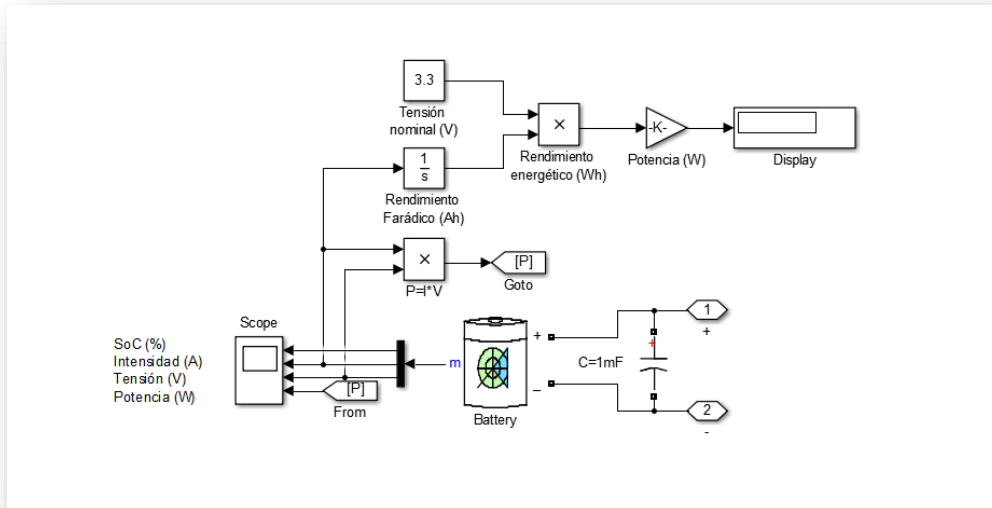 3.3
Tensión
nominal (V)
×
Rendimiento
energético (Wh)
-K-
Potencia (W)
Display
1
s
Rendimiento
Farádico (Ah)
×
P=I*V
[P]
Goto
Scope
SoC (%)
Intensidad (A)
Tensión (V)
Potencia (W)
[P]
From
m
+
–
Battery
C=1mF
+
1
+
2
-